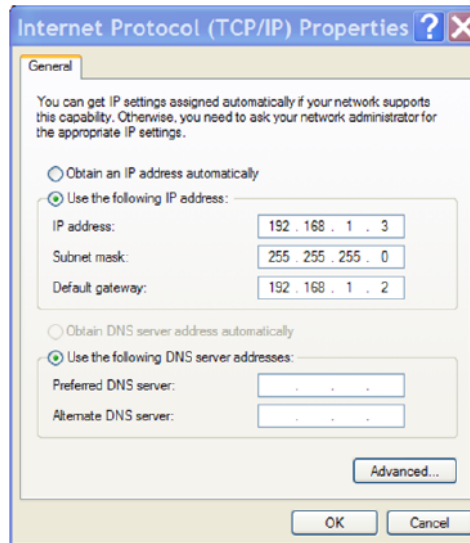 Internet Protocol (TCP/IP) Properties
General
You can get IP settings assigned automatically if your network supports
this capability. Otherwise, you need to ask your network administrator for
the appropriate IP settings.
Obtain an IP address automatically
Use the following IP address:
IP address: 192 . 168 . 1 . 3
Subnet mask: 255 . 255 . 255 . 0
Default gateway: 192 . 168 . 1 . 2
Obtain DNS server address automatically
Use the following DNS server addresses:
Preferred DNS server: . . .
Alternate DNS server: . . .
Advanced...
OK Cancel